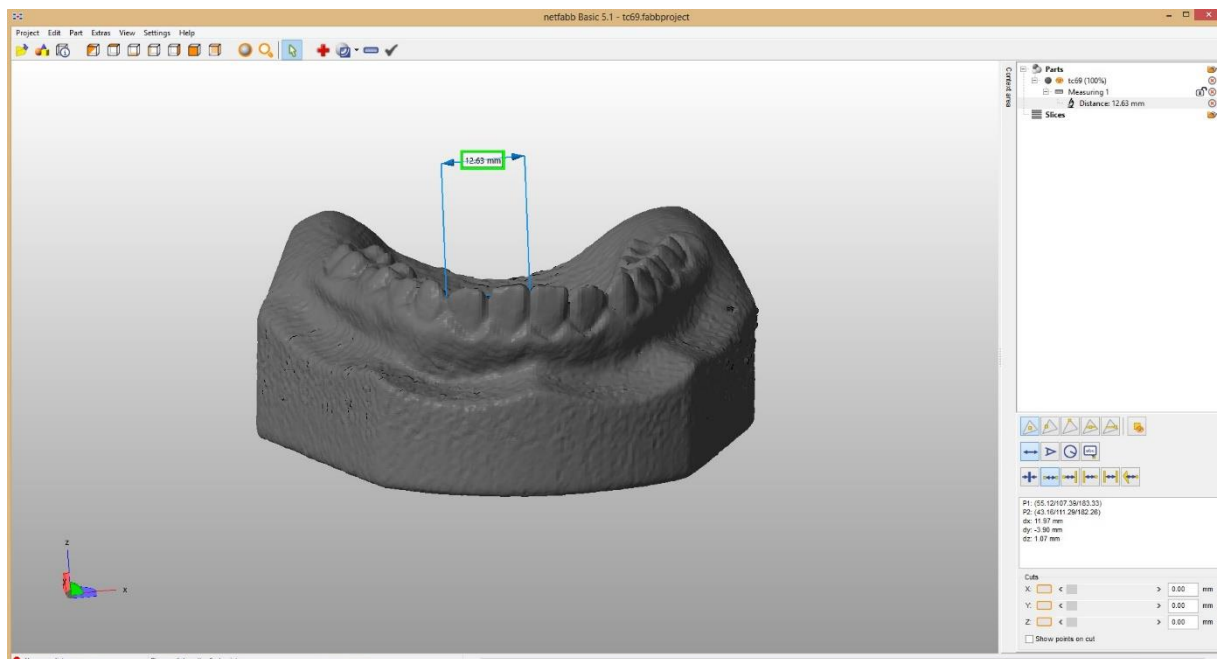 netfabb Basic 5.1 - tc69.fabbproject
Project Edit Part Extras View Settings Help
Context area
Parts
tc69 (100%)
Measuring 1
Distance: 12.63 mm
Slices
12.63 mm
z
x
P1: (55.12/107.39/183.33)
P2: (43.16/111.29/182.26)
dx: 11.97 mm
dy: -3.90 mm
dz: 1.07 mm
Cuts
X: < > 0.00 mm
Y: < > 0.00 mm
Z: < > 0.00 mm
Show points on cut